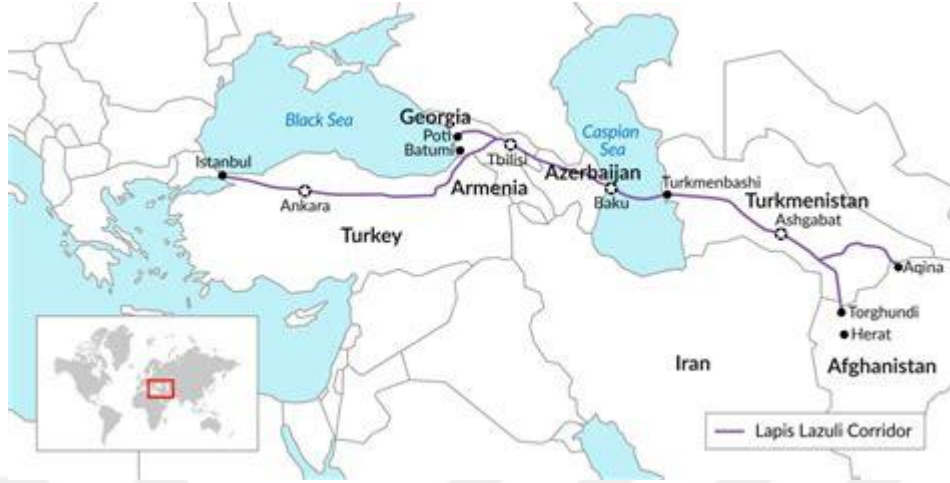 Black Sea
Georgia
Poti
Batumi
Tbilisi
Caspian
Sea
Istanbul
Ankara
Armenia
Azerbaijan
Baku
Turkmenbashi
Turkmenistan
Ashgabat
Turkey
Aqina
Torghundi
Herat
Iran
Afghanistan
Lapis Lazuli Corridor